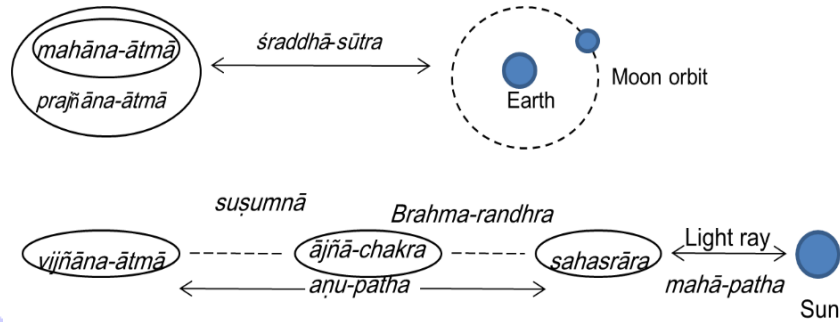 mahāna-ātmā
prajñāna-ātmā
śraddhā-sūtra
Earth
Moon orbit
suṣumnā
Brahma-randhra
vijñāna-ātmā
ājñā-chakra
sahasrāra
Light ray
aṇu-patha
mahā-patha
Sun